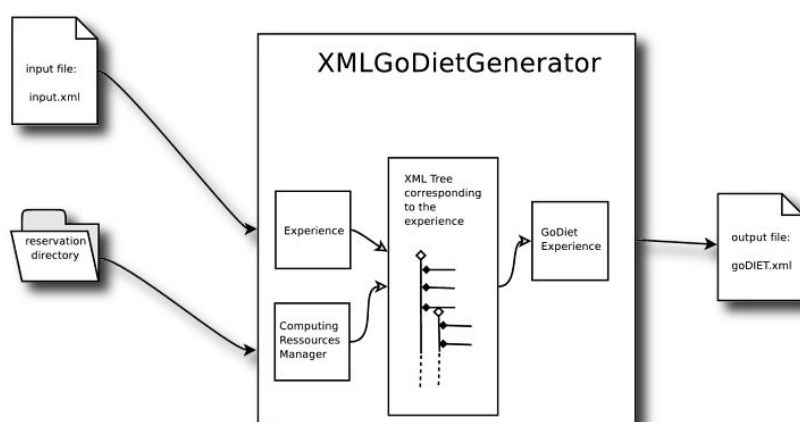 XMLGoDietGenerator
input file:
input.xml
reservation
directory
Experience
Computing
Ressources
Manager
XML Tree
corresponding
to the
experience
GoDiet
Experience
output file:
goDIET.xml